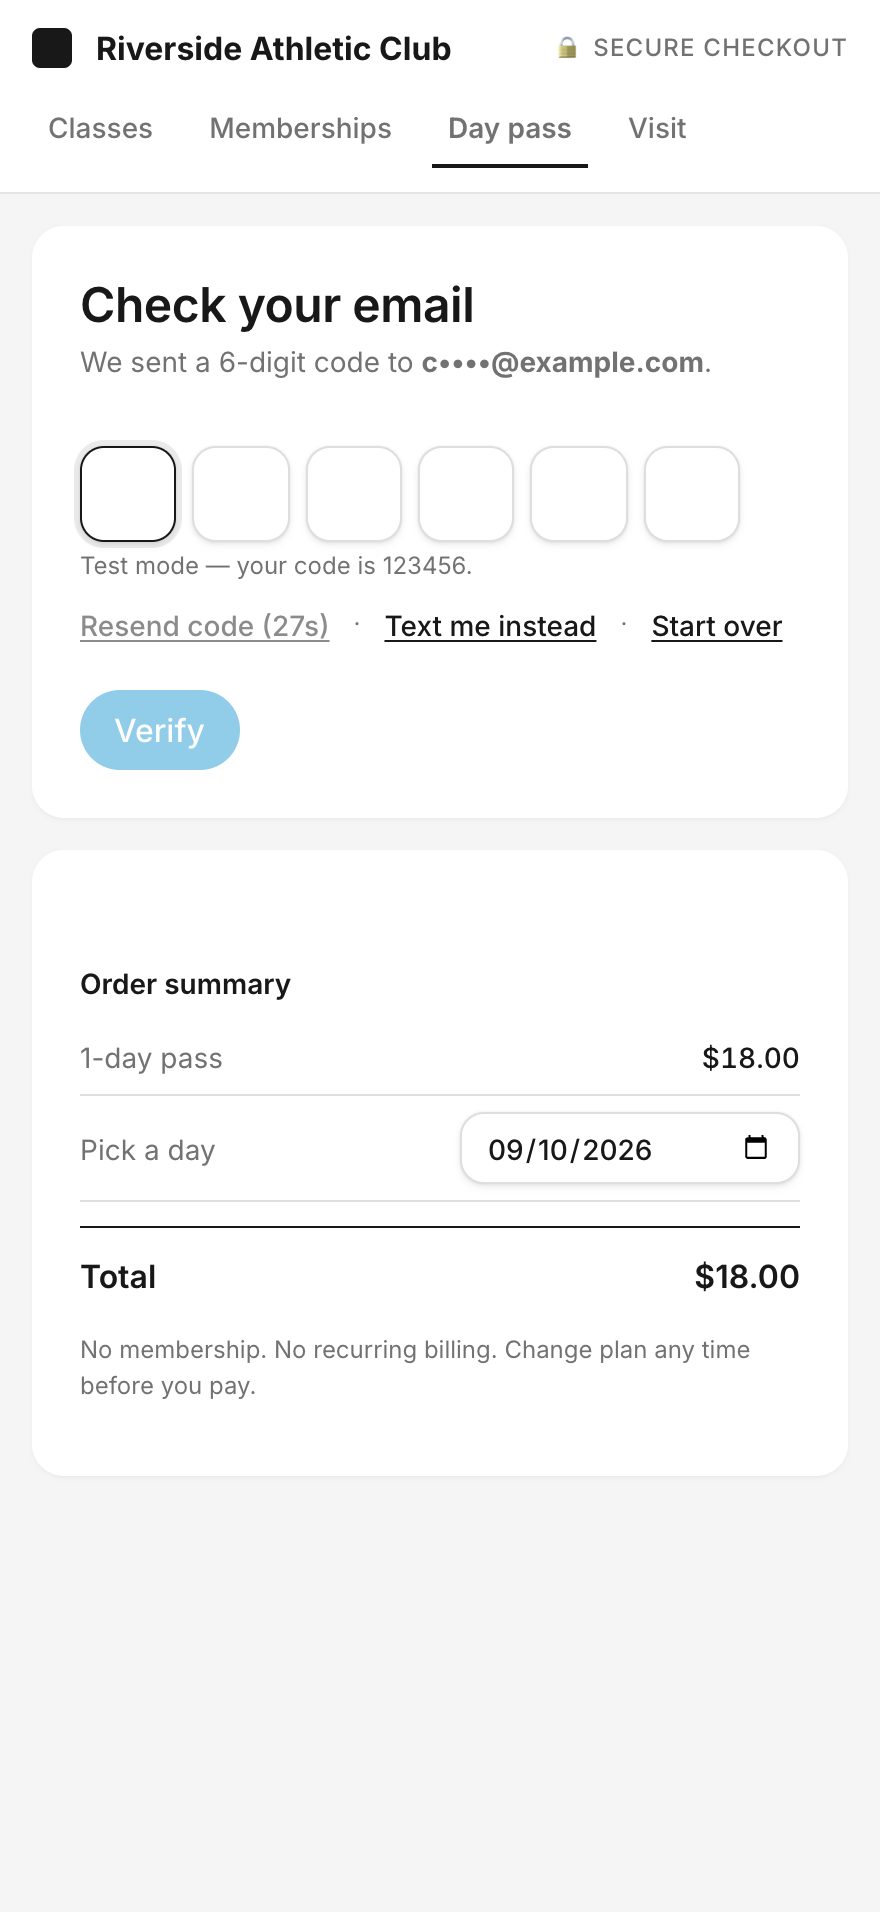 Riverside Athletic Club
🔒 SECURE CHECKOUT
Classes Memberships Day pass Visit
Check your email
We sent a 6-digit code to c••••@example.com.
Test mode — your code is 123456.
Resend code (27s) · Text me instead · Start over
Verify
Order summary
1-day pass $18.00
Pick a day 09/10/2026
Total $18.00
No membership. No recurring billing. Change plan any time
before you pay.